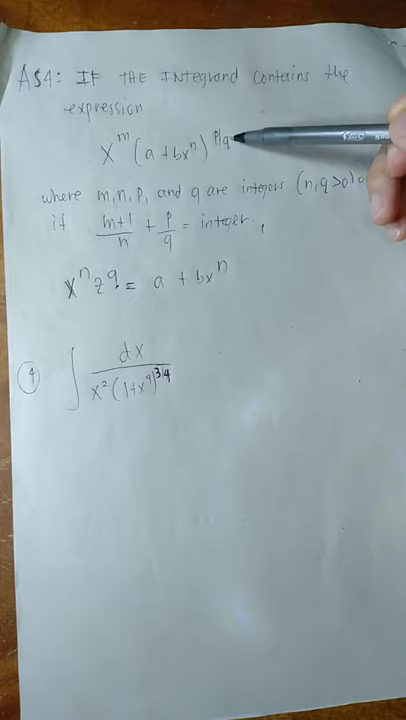 AS4: IF THE INtegrand contains the
expression
x^m (a + bx^n)^p/q
where m, n, p, and q are integers (n, q > 0)
if (m+1)/n + p/q = integer,
x^n z^q = a + bx^n
④ ∫ dx / x^2 (1+x^4)^3/4